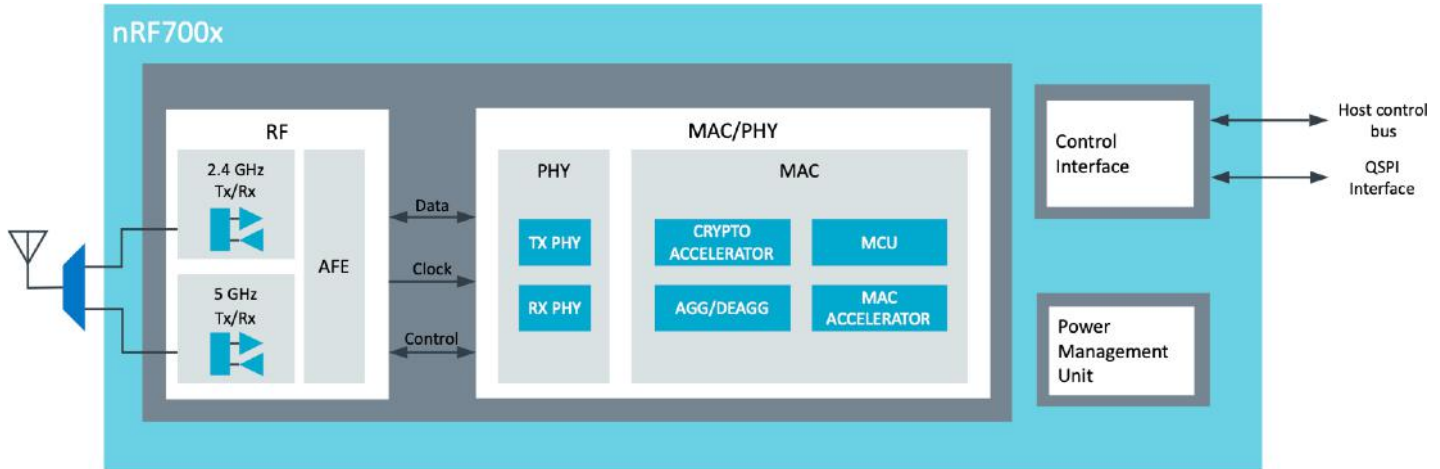 nRF700x
RF
2.4 GHz
Tx/Rx
5 GHz
Tx/Rx
AFE
Data
Clock
Control
MAC/PHY
PHY
TX PHY
RX PHY
MAC
CRYPTO
ACCELERATOR
MCU
AGG/DEAGG
MAC
ACCELERATOR
Control
Interface
Host control
bus
QSPI
Interface
Power
Management
Unit